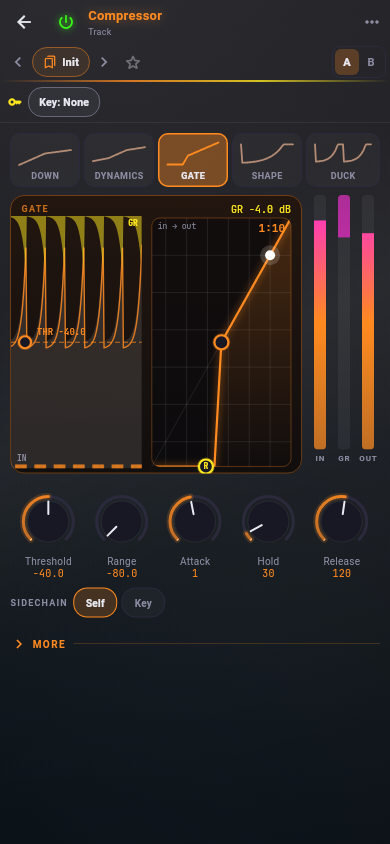 Compressor
Track
Init
A
B
Key: None
DOWN
DYNAMICS
GATE
SHAPE
DUCK
GATE
GR -4.0 dB
GR
in → out
1:10
THR -40.0
IN
R
IN
GR
OUT
Threshold
-40.0
Range
-80.0
Attack
1
Hold
30
Release
120
SIDECHAIN
Self
Key
MORE